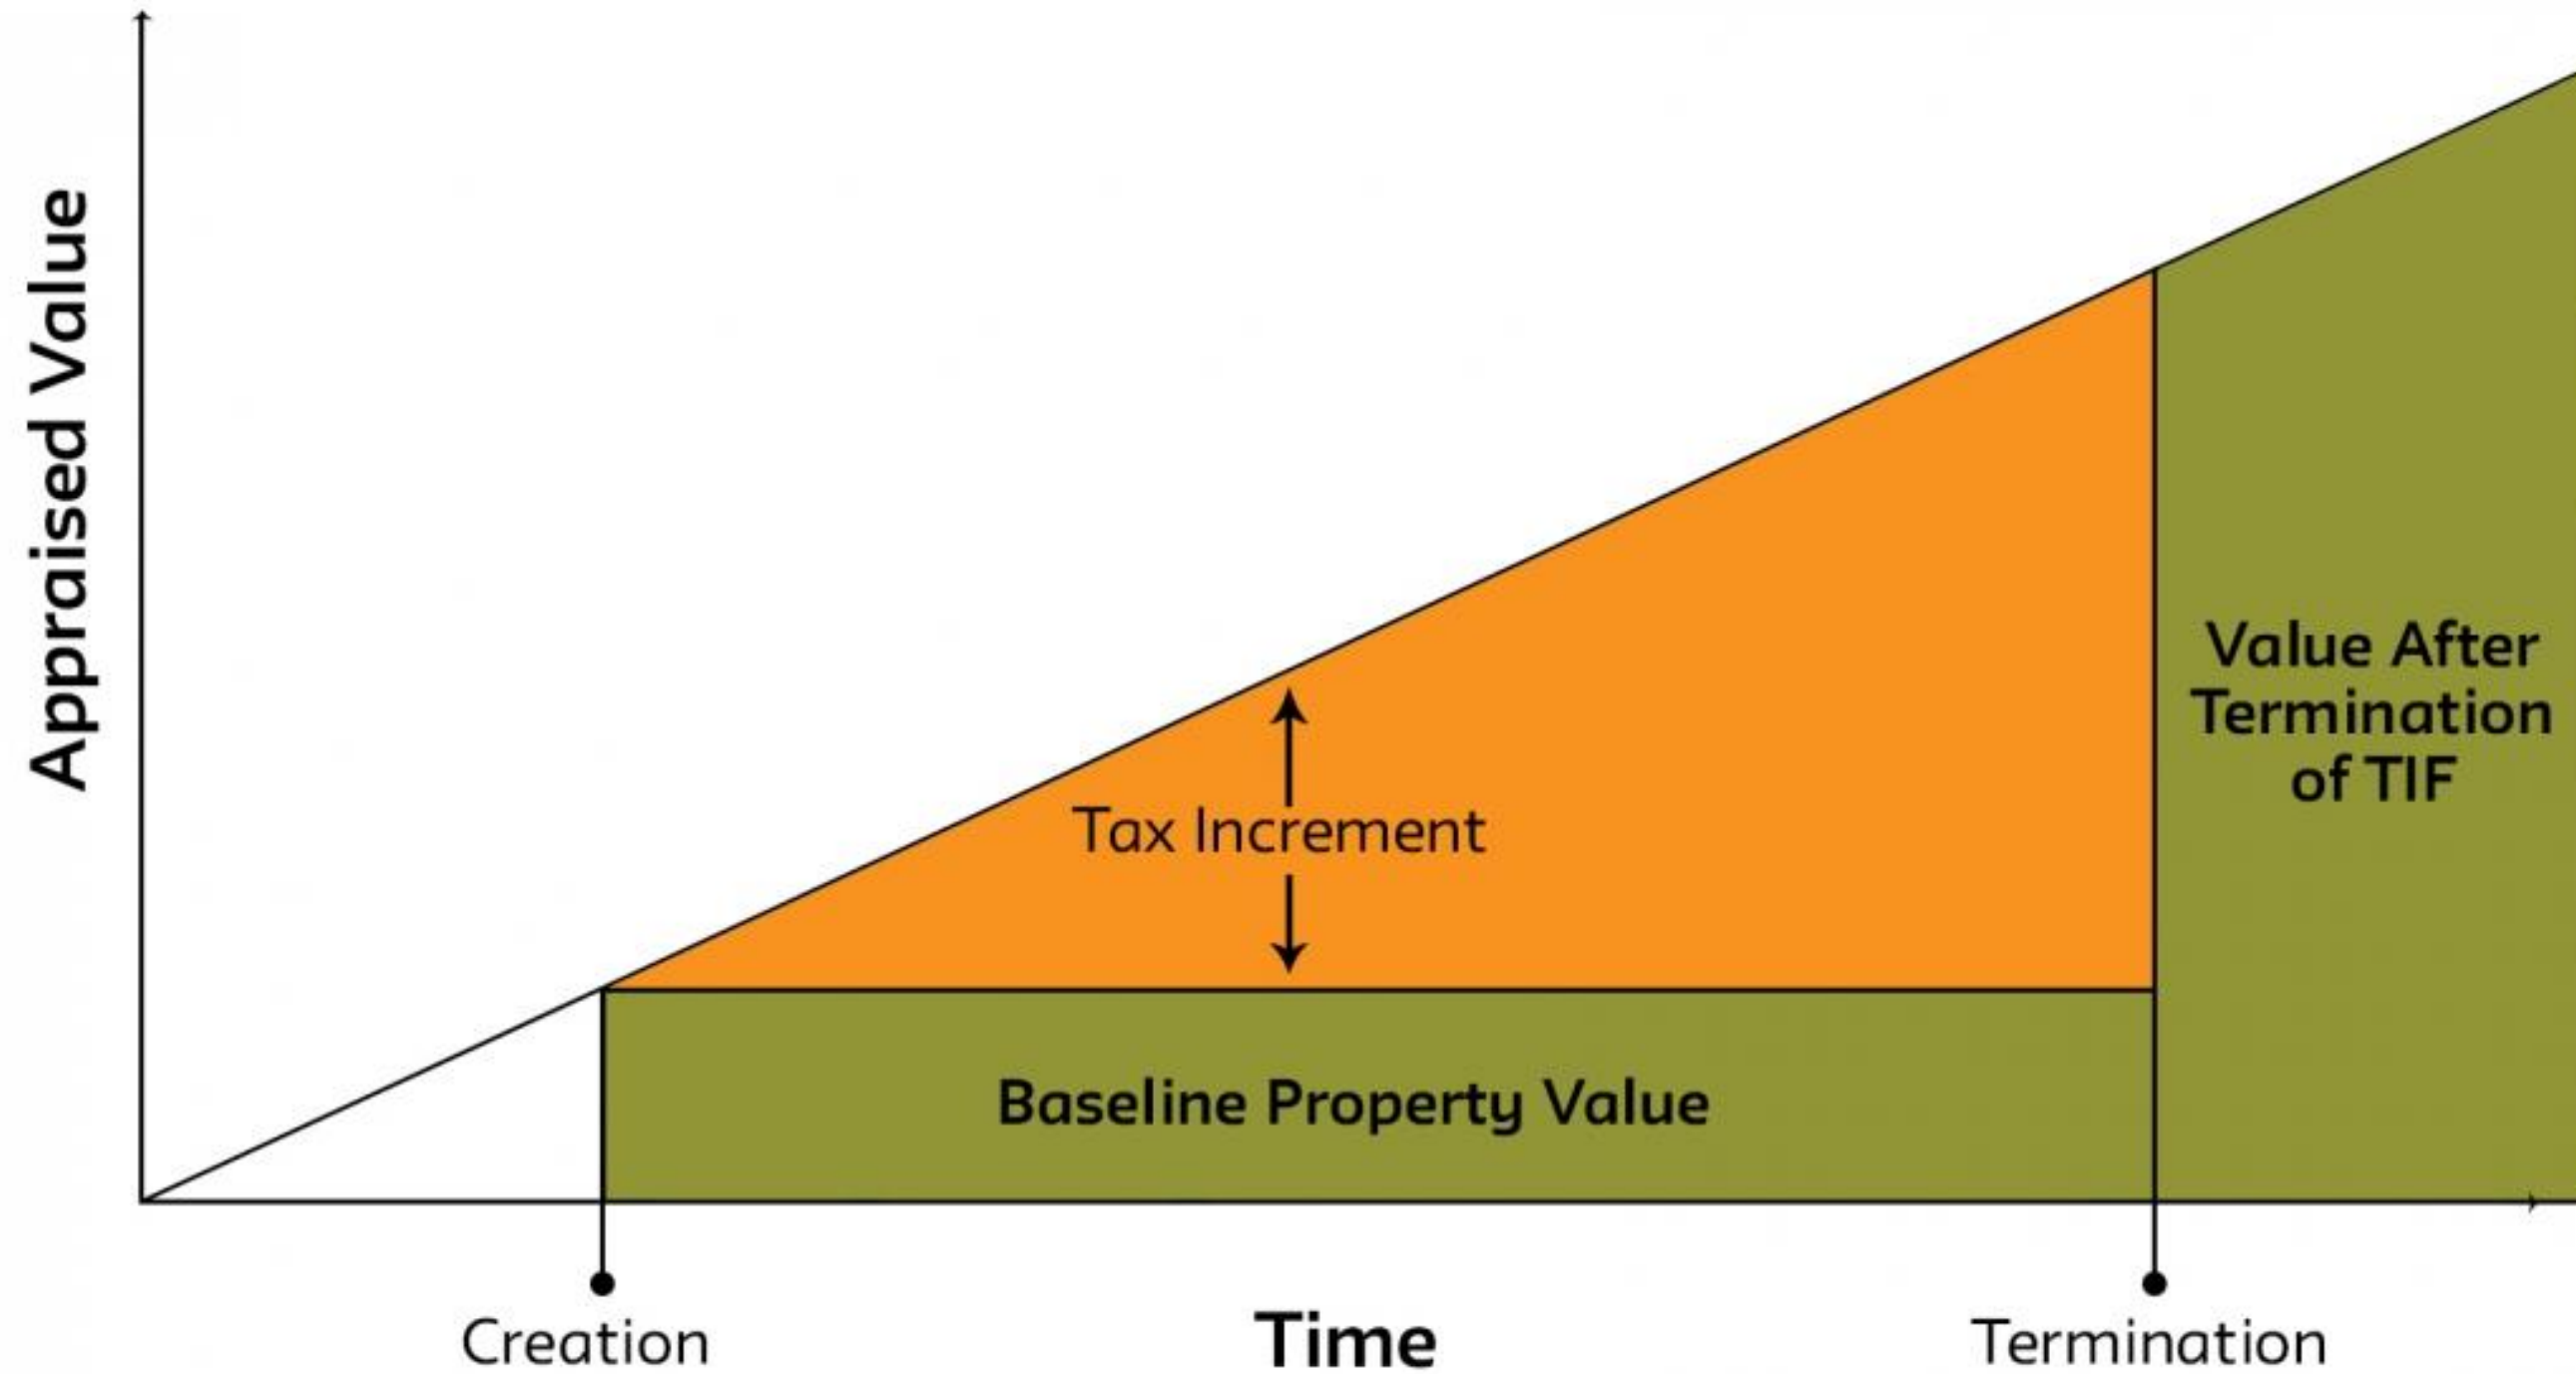 Appraised Value
Value After
Termination
of TIF
Tax Increment
Baseline Property Value
Creation
Time
Termination